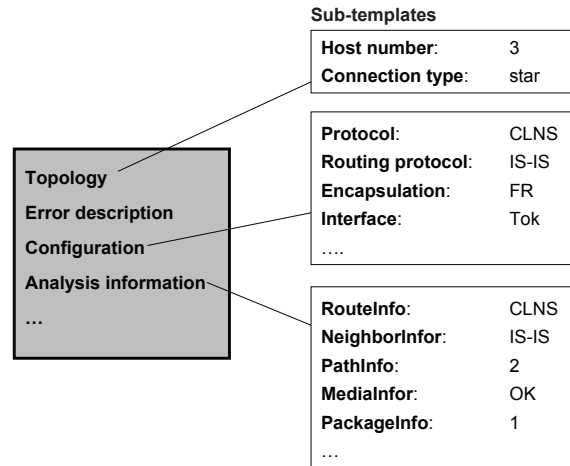 Sub-templates
Host number: 3
Connection type: star
Topology
Error description
Configuration
Analysis information
…
Protocol: CLNS
Routing protocol: IS-IS
Encapsulation: FR
Interface: Tok
….
RouteInfo: CLNS
NeighborInfor: IS-IS
PathInfo: 2
MediaInfor: OK
PackageInfo: 1
…